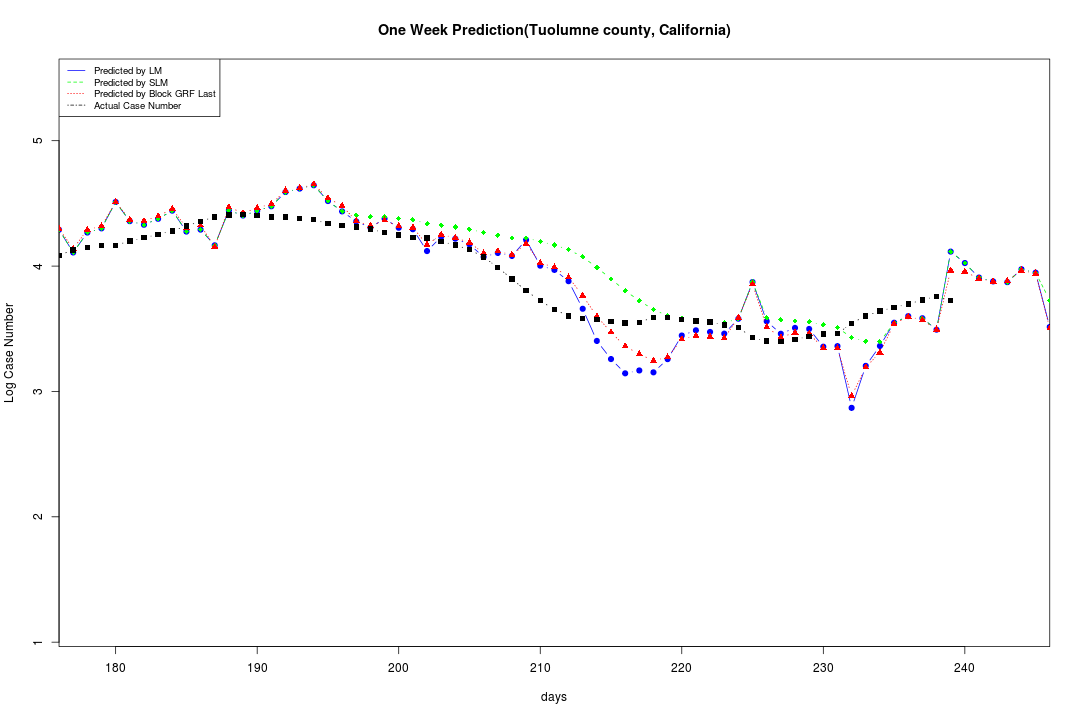 One Week Prediction(Tuolumne county, California)
Predicted by LM
Predicted by SLM
Predicted by Block GRF Last
Actual Case Number
5
4
3
2
1
Log Case Number
180 190 200 210 220 230 240
days